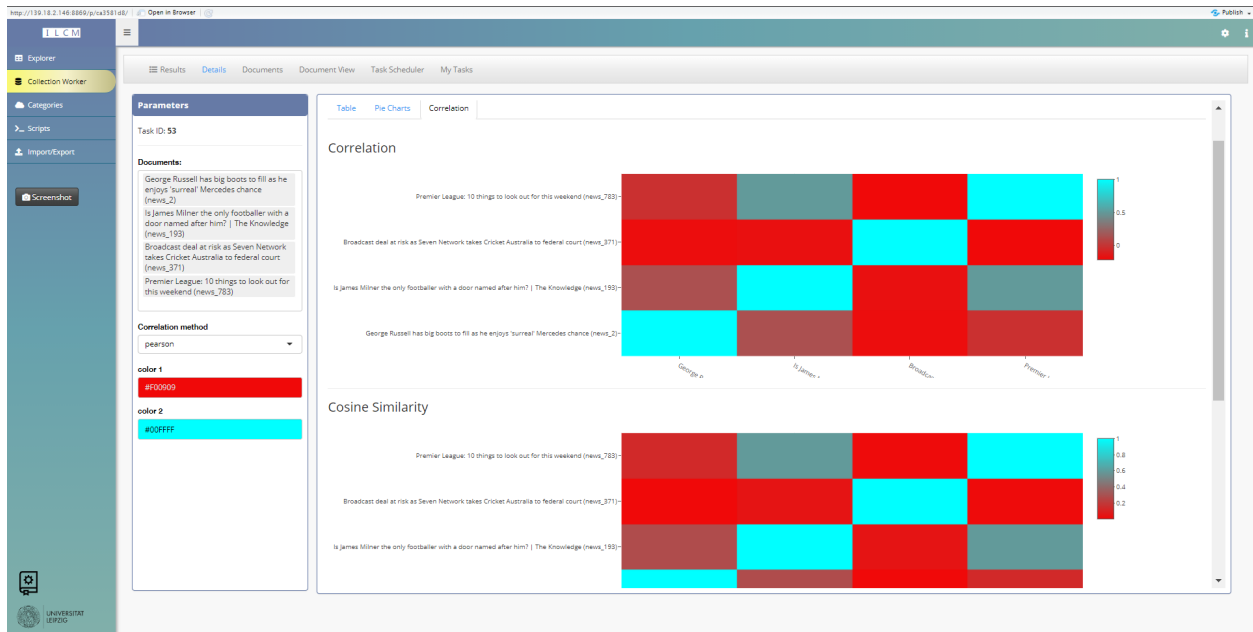 http://139.18.2.146:8869/p/ca3581d8/
Open in Browser
Publish
ILCM
Explorer
Collection Worker
Categories
Scripts
Import/Export
Screenshot
UNIVERSITAT
LEIPZIG
Results Details Documents Document View Task Scheduler My Tasks
Parameters
Task ID: 53
Documents:
George Russell has big boots to fill as he
enjoys 'surreal' Mercedes chance
(news_2)
Is James Milner the only footballer with a
door named after him? | The Knowledge
(news_193)
Broadcast deal at risk as Seven Network
takes Cricket Australia to federal court
(news_371)
Premier League: 10 things to look out for
this weekend (news_783)
Correlation method
pearson
color 1
#F00909
color 2
#00FFFF
Table Pie Charts Correlation
Correlation
Premier League: 10 things to look out for this weekend (news_783)
Broadcast deal at risk as Seven Network takes Cricket Australia to federal court (news_371)
Is James Milner the only footballer with a door named after him? | The Knowledge (news_193)
George Russell has big boots to fill as he enjoys 'surreal' Mercedes chance (news_2)
George
Is James
Broadcas
Premier
1
0.5
0
Cosine Similarity
Premier League: 10 things to look out for this weekend (news_783)
Broadcast deal at risk as Seven Network takes Cricket Australia to federal court (news_371)
Is James Milner the only footballer with a door named after him? | The Knowledge (news_193)
1
0.8
0.6
0.4
0.2